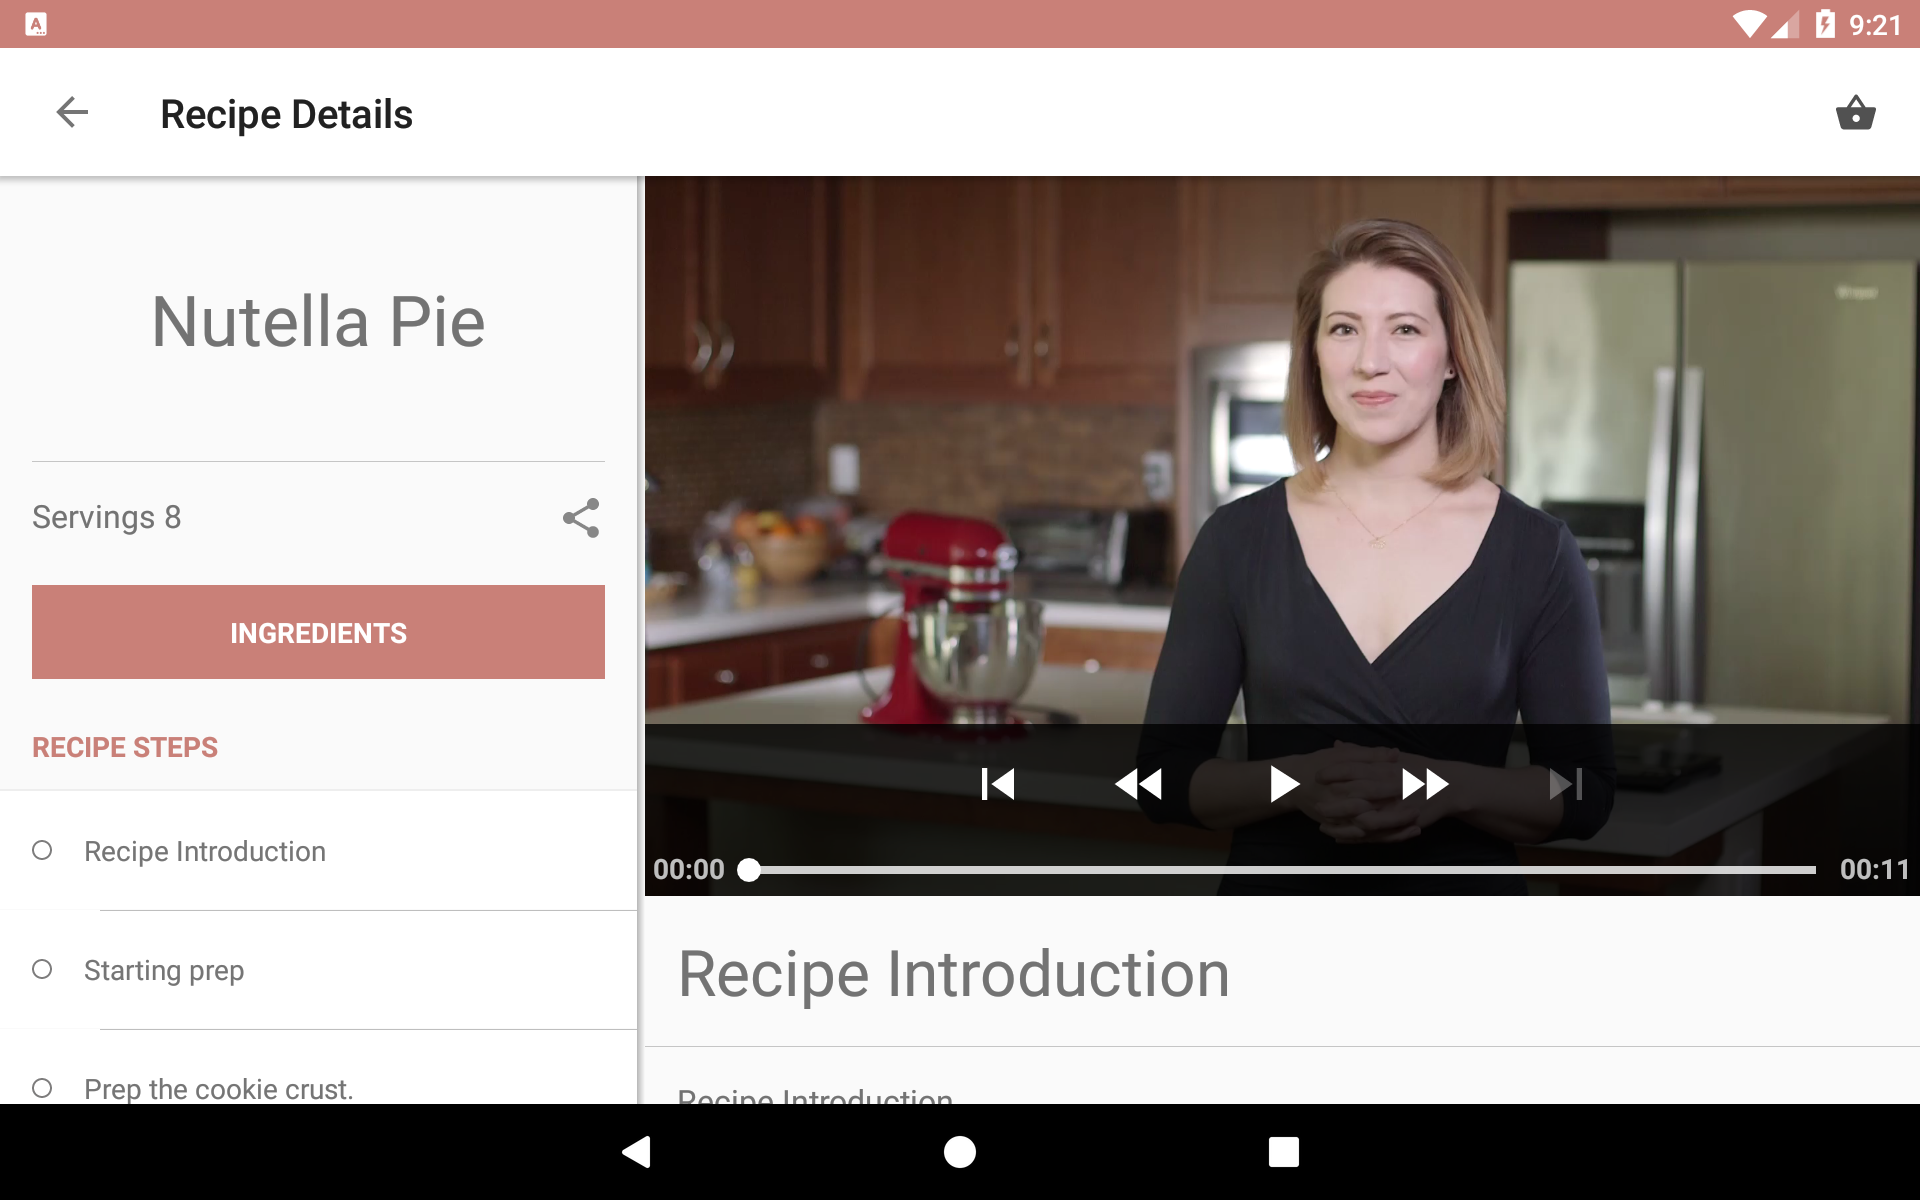 9:21
Recipe Details
Nutella Pie
Servings 8
INGREDIENTS
RECIPE STEPS
Recipe Introduction
Starting prep
Prep the cookie crust.
00:00
00:11
Recipe Introduction
Recipe Introduction